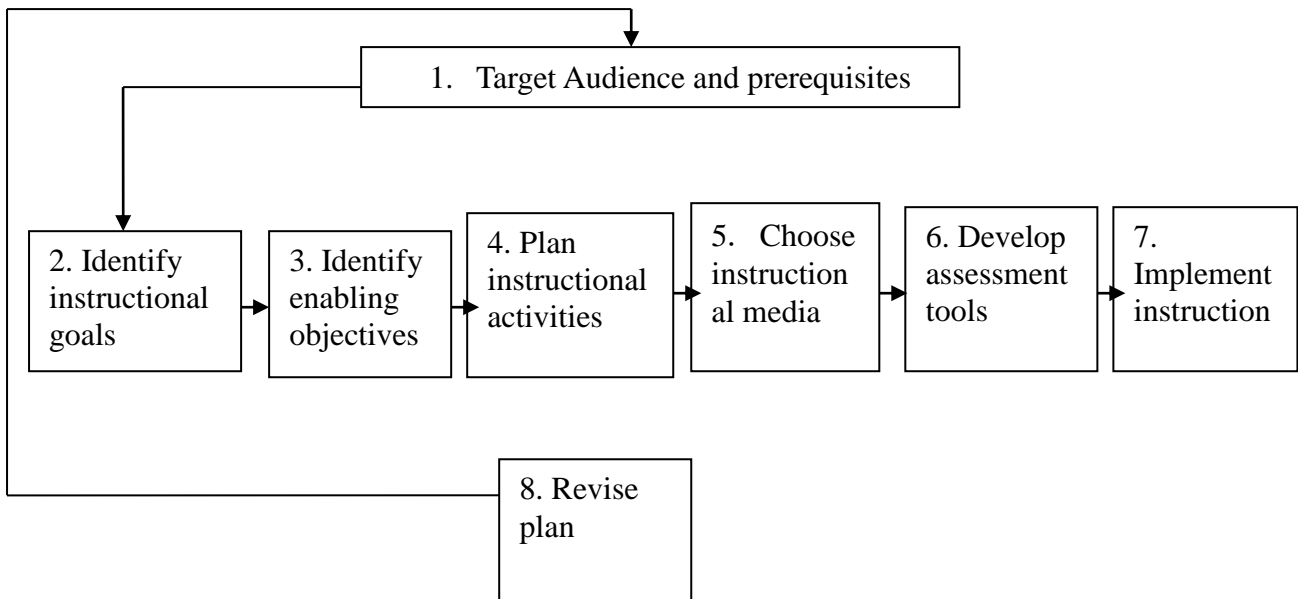 1. Target Audience and prerequisites
2. Identify
instructional
goals
3. Identify
enabling
objectives
4. Plan
instructional
activities
5. Choose
instruction
al media
6. Develop
assessment
tools
7.
Implement
instruction
8. Revise
plan